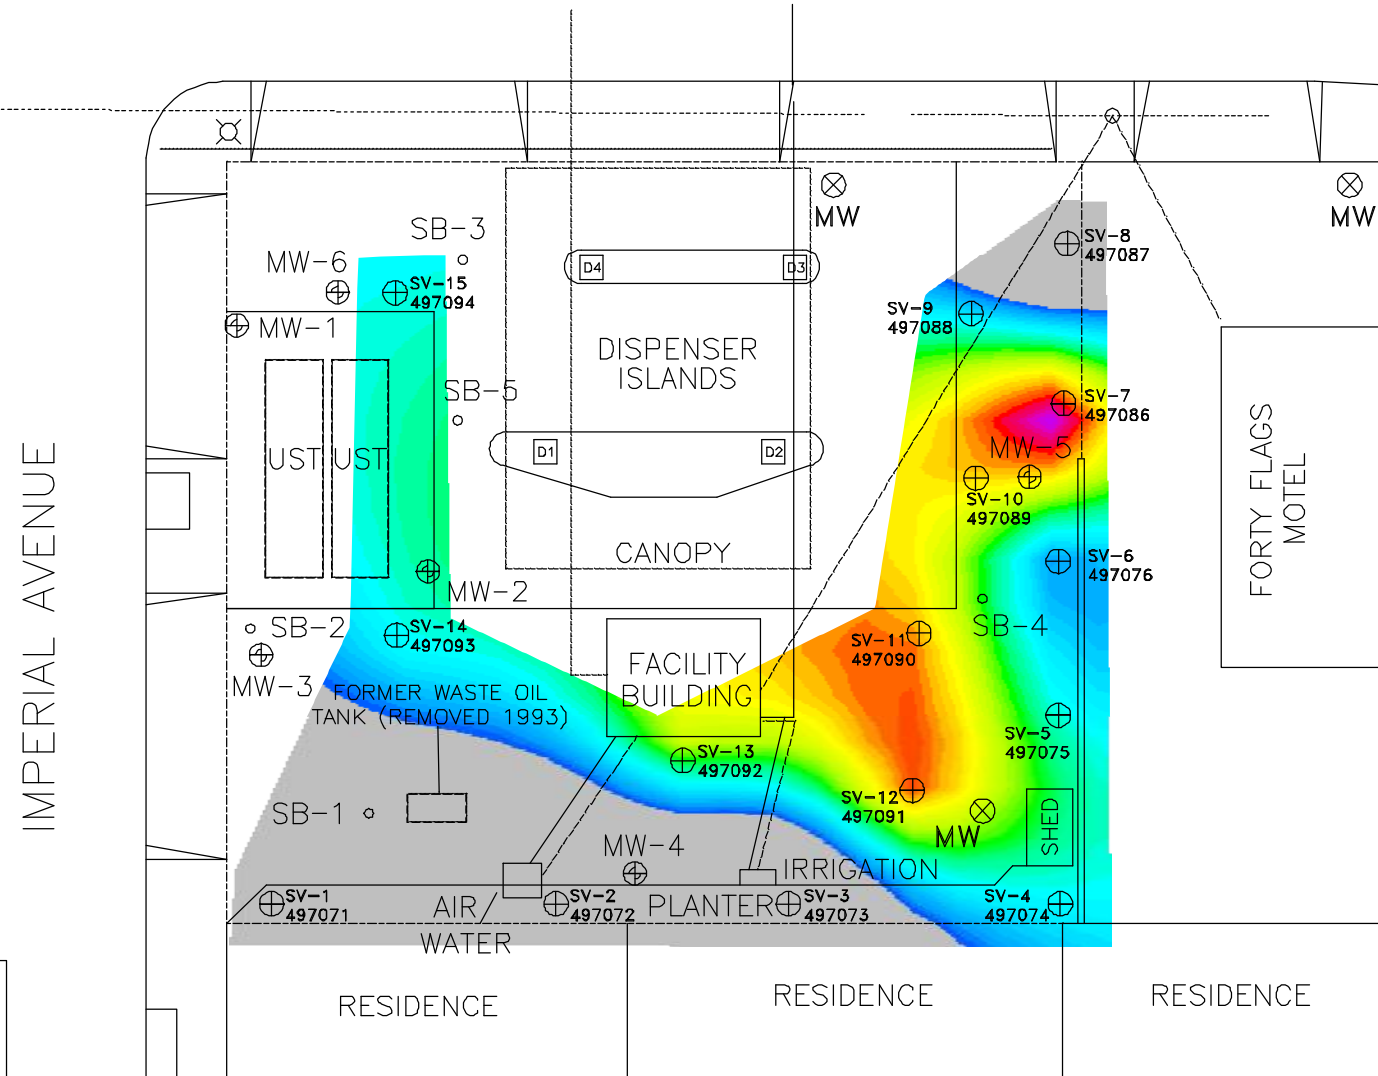 MW
MW
SB-3
SV-8
497087
MW-6
D4
D3
SV-15
497094
SV-9
497088
MW-1
DISPENSER
ISLANDS
SB-5
SV-7
497086
MW-5
UST
UST
D1
D2
SV-10
497089
FORTY FLAGS
MOTEL
IMPERIAL AVENUE
CANOPY
SV-6
497076
MW-2
SB-2
SV-14
497093
SB-4
SV-11
497090
FACILITY
BUILDING
MW-3
FORMER WASTE OIL
TANK (REMOVED 1993)
SV-5
497075
SV-13
497092
SV-12
497091
SB-1
MW
SHED
MW-4
IRRIGATION
SV-1
497071
AIR
SV-2
497072
PLANTER
SV-3
497073
SV-4
497074
WATER
RESIDENCE
RESIDENCE
RESIDENCE